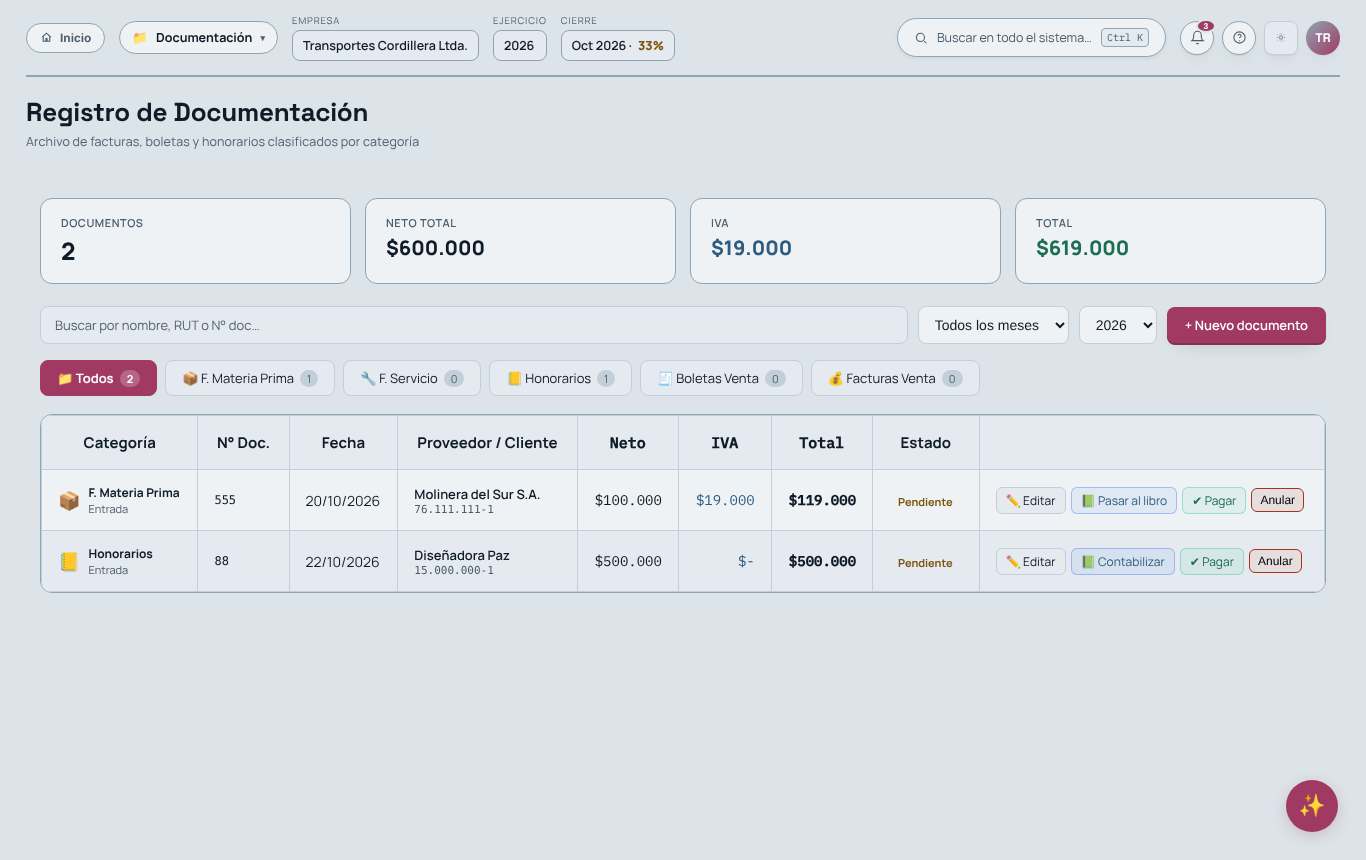 Inicio
📁 Documentación ▾
EMPRESA
Transportes Cordillera Ltda.
EJERCICIO
2026
CIERRE
Oct 2026 · 33%
Buscar en todo el sistema… Ctrl K
3
TR
Registro de Documentación
Archivo de facturas, boletas y honorarios clasificados por categoría
DOCUMENTOS
2
NETO TOTAL
$600.000
IVA
$19.000
TOTAL
$619.000
Buscar por nombre, RUT o N° doc…
Todos los meses
2026
+ Nuevo documento
📁 Todos 2
📦 F. Materia Prima 1
🔧 F. Servicio 0
📒 Honorarios 1
🧾 Boletas Venta 0
💰 Facturas Venta 0
Categoría N° Doc. Fecha Proveedor / Cliente Neto IVA Total Estado
📦 F. Materia Prima
Entrada
555
20/10/2026
Molinera del Sur S.A.
76.111.111-1
$100.000
$19.000
$119.000
Pendiente
✏️ Editar
📗 Pasar al libro
✔ Pagar
Anular
📒 Honorarios
Entrada
88
22/10/2026
Diseñadora Paz
15.000.000-1
$500.000
$-
$500.000
Pendiente
✏️ Editar
📗 Contabilizar
✔ Pagar
Anular